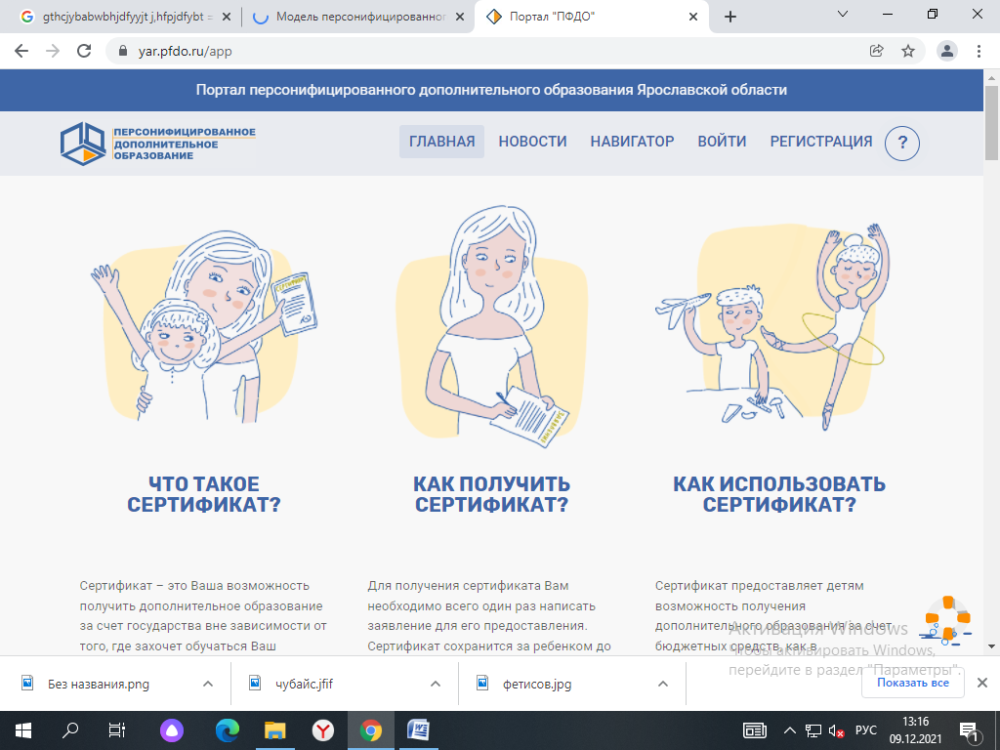 gthcjybabwbhjdfyyjt j,hfpjdfybt =
Модель персонифицированног
Портал "ПФДО"
yar.pfdo.ru/app
Портал персонифицированного дополнительного образования Ярославской области
ПЕРСОНИФИЦИРОВАННОЕ
ДОПОЛНИТЕЛЬНОЕ
ОБРАЗОВАНИЕ
ГЛАВНАЯ НОВОСТИ НАВИГАТОР ВОЙТИ РЕГИСТРАЦИЯ ?
ЧТО ТАКОЕ
СЕРТИФИКАТ?
КАК ПОЛУЧИТЬ
СЕРТИФИКАТ?
КАК ИСПОЛЬЗОВАТЬ
СЕРТИФИКАТ?
Сертификат – это Ваша возможность
получить дополнительное образование
за счет государства вне зависимости от
того, где захочет обучаться Ваш
Для получения сертификата Вам
необходимо всего один раз написать
заявление для его предоставления.
Сертификат сохранится за ребенком до
Сертификат предоставляет детям
возможность получения
дополнительного образования за счет
бюджетных средств, как в
Активация Windows
Чтобы активировать Windows,
перейдите в раздел "Параметры".
Без названия.png
чубайс.jfif
фетисов.jpg
Показать все
РУС
13:16
09.12.2021
1